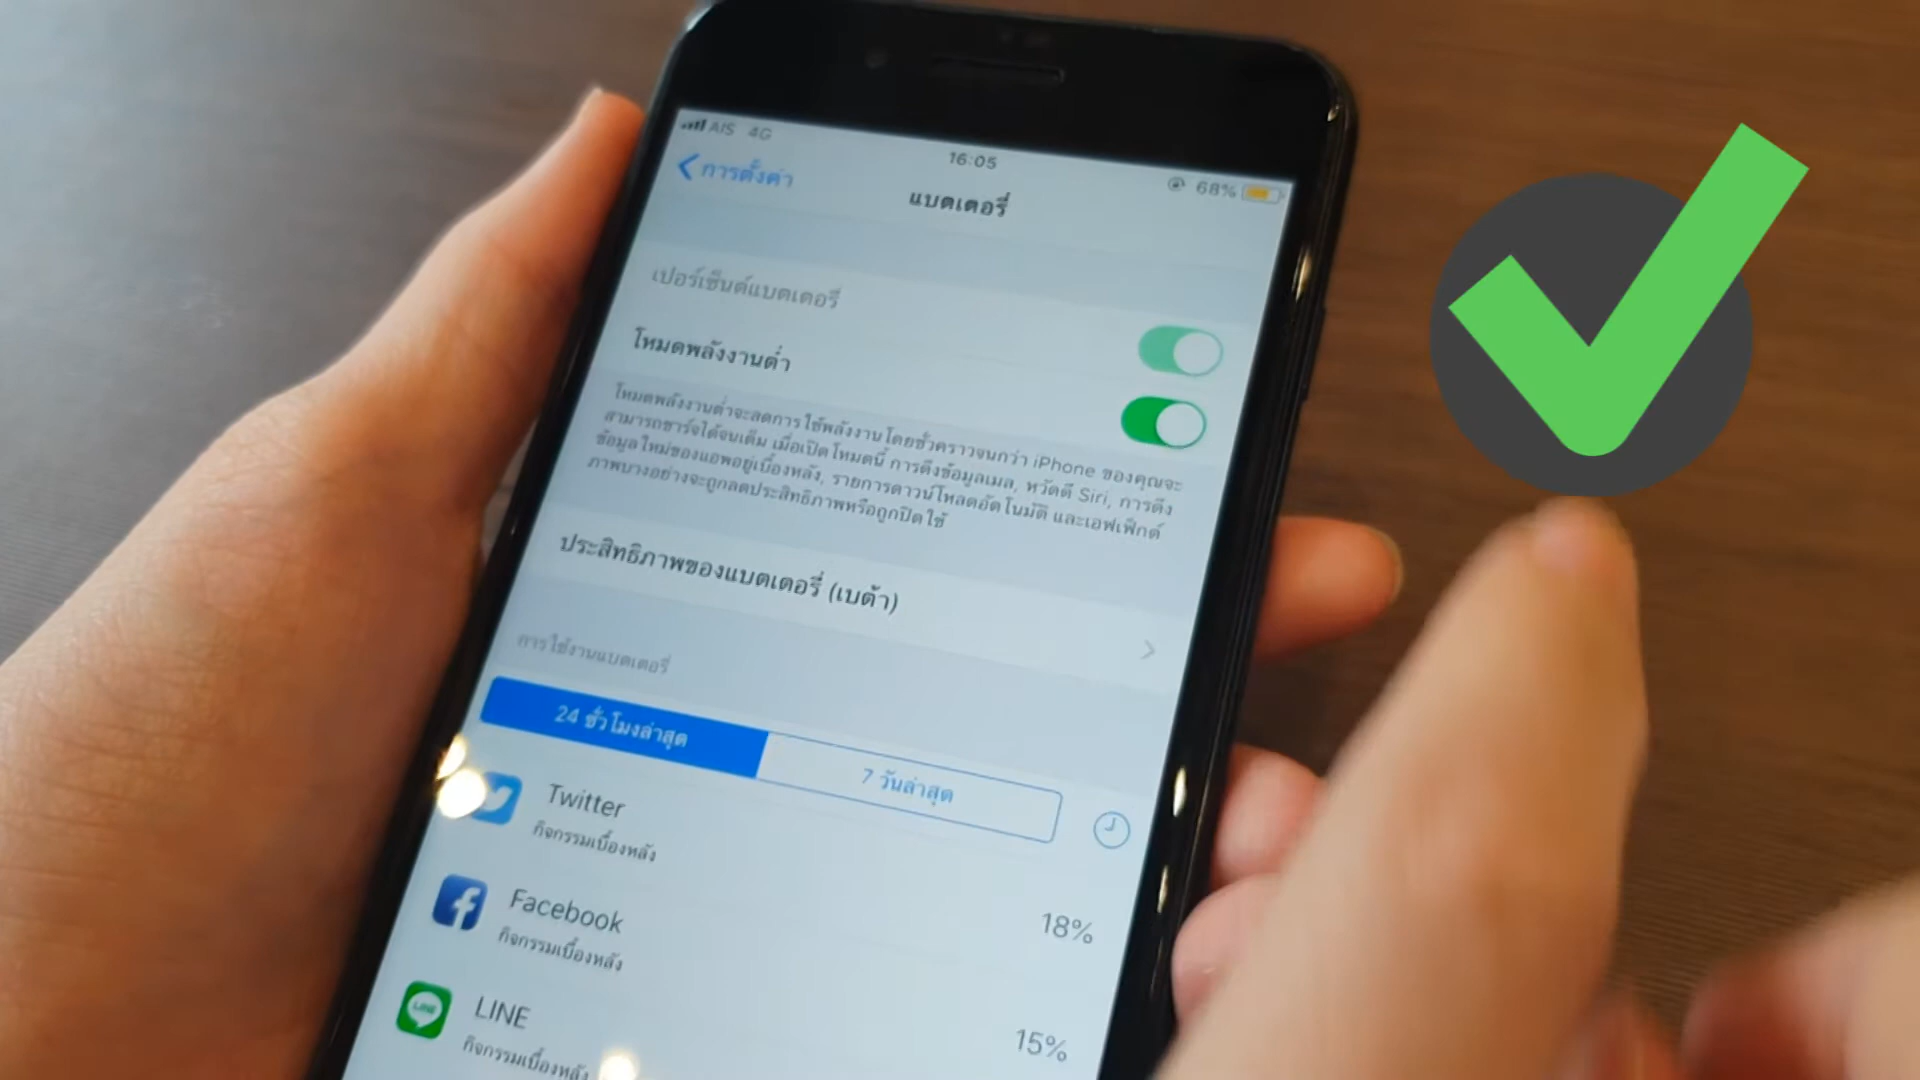 AIS 4G
16:05
68%
การตั้งค่า
แบตเตอรี่
เปอร์เซ็นต์แบตเตอรี่
โหมดพลังงานต่ำ
โหมดพลังงานต่ำจะลดการใช้พลังงานโดยชั่วคราวจนกว่า iPhone ของคุณจะ
สามารถชาร์จได้จนเต็ม เมื่อเปิดโหมดนี้ การดึงข้อมูลเมล, หวัดดี Siri, การดึง
ข้อมูลใหม่ของแอพอยู่เบื้องหลัง, รายการดาวน์โหลดอัตโนมัติ และเอฟเฟ็กต์
ภาพบางอย่างจะถูกลดประสิทธิภาพหรือถูกปิดใช้
ประสิทธิภาพของแบตเตอรี่ (เบต้า)
การใช้งานแบตเตอรี่
24 ชั่วโมงล่าสุด
7 วันล่าสุด
Twitter
กิจกรรมเบื้องหลัง
18%
Facebook
กิจกรรมเบื้องหลัง
15%
LINE
กิจกรรมเบื้องหลัง